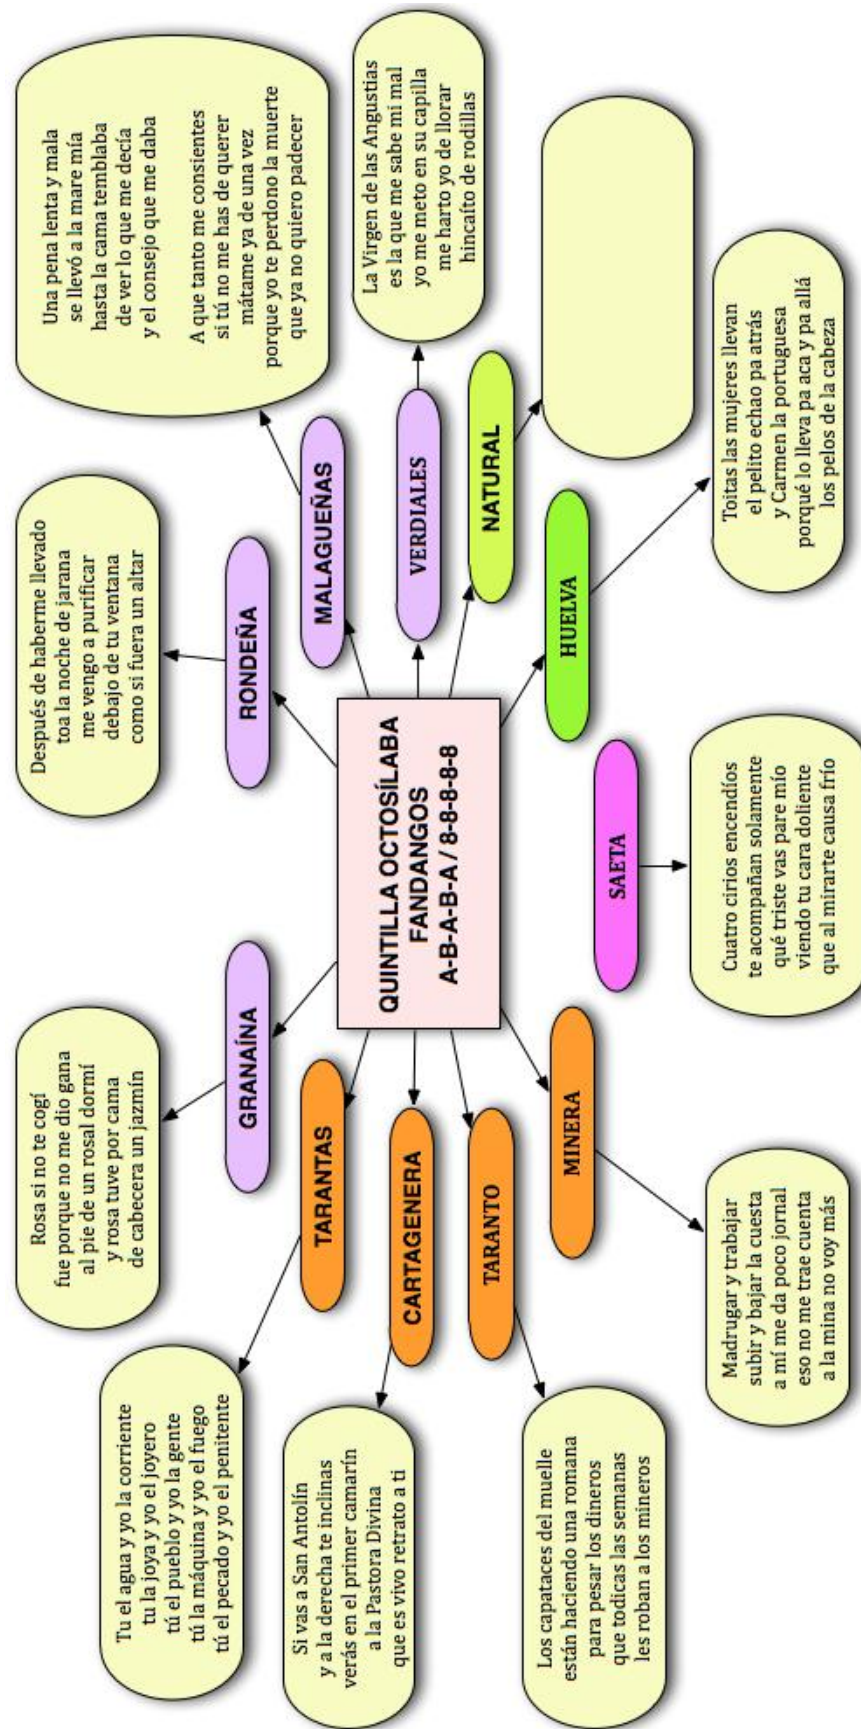 Rosa si no te cogí
fue porque no me dio gana
al pie de un rosal dormí
y rosa tuve por cama
de cabecera un jazmín
Después de haberme llevado
toa la noche de jarana
me vengo a purificar
debajo de tu ventana
como si fuera un altar
Una pena lenta y mala
se llevó a la mare mía
hasta la cama temblaba
de ver lo que me decía
y el consejo que me daba
A que tanto me consientes
si tú no me has de querer
mátame ya de una vez
porque yo te perdono la muerte
que ya no quiero padecer
GRANAÍNA
RONDEÑA
MALAGUEÑAS
Tu el agua y yo la corriente
tu la joya y yo el joyero
tú el pueblo y yo la gente
tú la máquina y yo el fuego
tú el pecado y yo el penitente
TARANTAS
VERDIALES
La Virgen de las Angustias
es la que me sabe mi mal
yo me meto en su capilla
me harto yo de llorar
hincaíto de rodillas
Si vas a San Antolín
y a la derecha te inclinas
verás en el primer camarín
a la Pastora Divina
que es vivo retrato a ti
CARTAGENERA
QUINTILLA OCTOSÍLABA
FANDANGOS
A-B-A-B-A / 8-8-8-8-8
NATURAL
TARANTO
Los capataces del muelle
están haciendo una romana
para pesar los dineros
que todicas las semanas
les roban a los mineros
MINERA
SAETA
HUELVA
Madrugar y trabajar
subir y bajar la cuesta
a mí me da poco jornal
eso no me trae cuenta
a la mina no voy más
Cuatro cirios encendíos
te acompañan solamente
qué triste vas pare mío
viendo tu cara doliente
que al mirarte causa frío
Toitas las mujeres llevan
el pelito echao pa atrás
y Carmen la portuguesa
porqué lo lleva pa aca y pa allá
los pelos de la cabeza